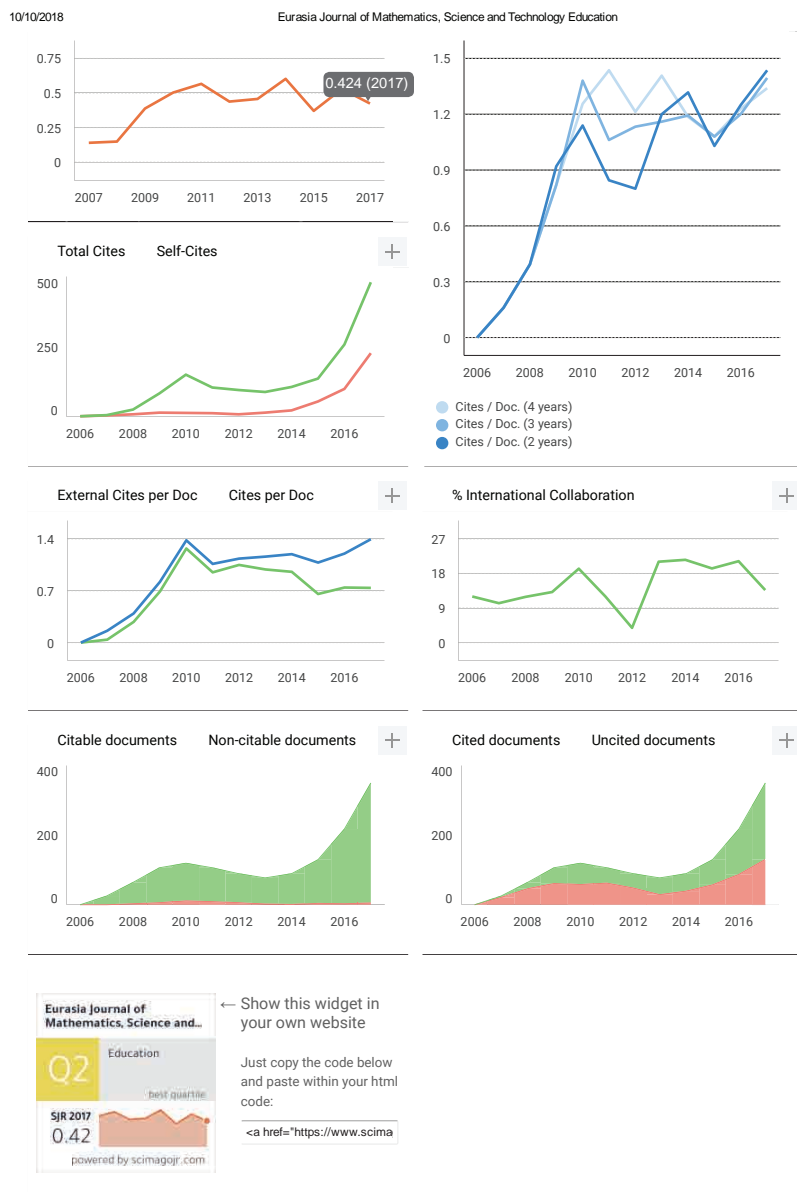 10/10/2018 Eurasia Journal of Mathematics, Science and Technology Education
0.75
0.5
0.25
0
0.424 (2017)
2007 2009 2011 2013 2015 2017
1.5
1.2
0.9
0.6
0.3
0
2006 2008 2010 2012 2014 2016
Cites / Doc. (4 years)
Cites / Doc. (3 years)
Cites / Doc. (2 years)
Total Cites Self-Cites
+
500
250
0
2006 2008 2010 2012 2014 2016
External Cites per Doc Cites per Doc
+
1.4
0.7
0
2006 2008 2010 2012 2014 2016
% International Collaboration
+
27
18
9
0
2006 2008 2010 2012 2014 2016
Citable documents Non-citable documents
+
400
200
0
2006 2008 2010 2012 2014 2016
Cited documents Uncited documents
+
400
200
0
2006 2008 2010 2012 2014 2016
Eurasia Journal of
Mathematics, Science and...
Q2
Education
best quartile
SJR 2017
0.42
powered by scimagojr.com
← Show this widget in
your own website
Just copy the code below
and paste within your html
code:
<a href="https://www.scima